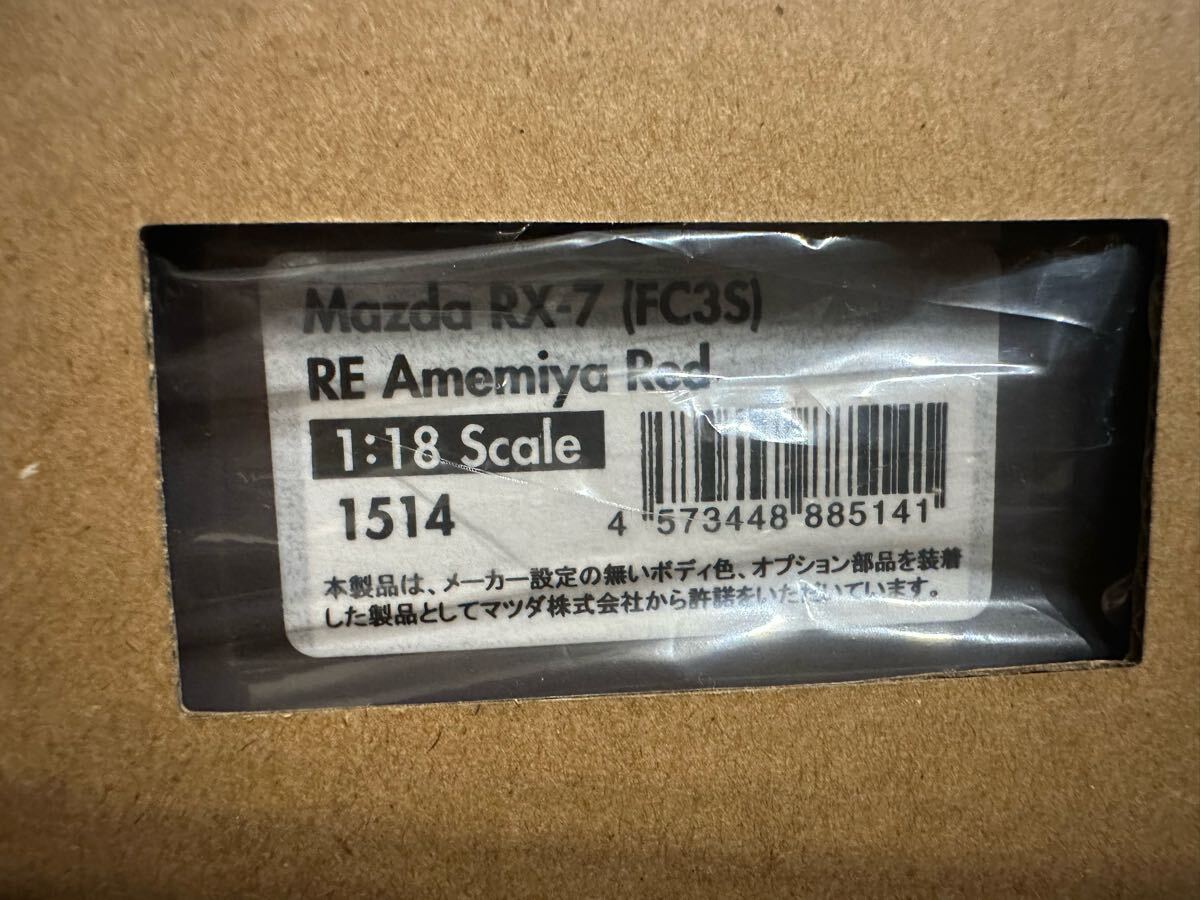 Mazda RX-7 (FC3S)
RE Amemiya Red
1:18 Scale
1514
4 573448 885141
本製品は、メーカー設定の無いボディ色、オプション部品を装着
した製品としてマツダ株式会社から許諾をいただいています。